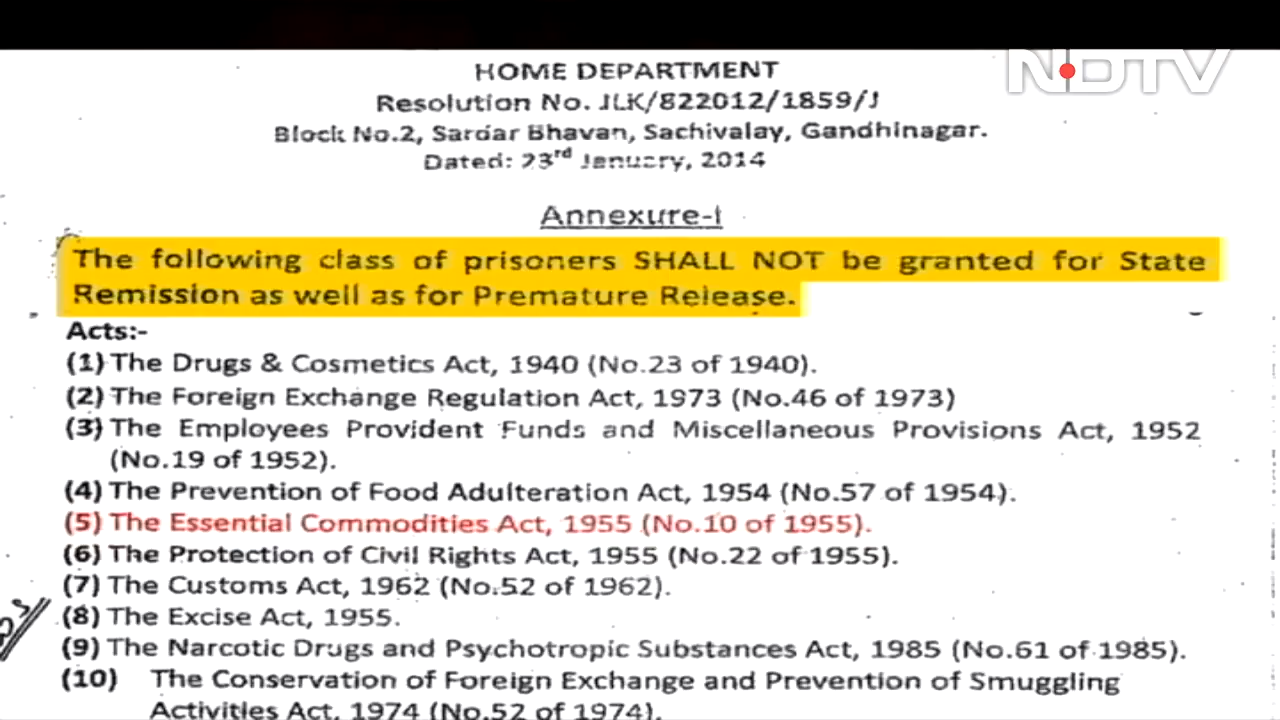 NDTV
HOME DEPARTMENT
Resolution No. JLK/822012/1859/J
Block No.2, Sardar Bhavan, Sachivalay, Gandhinagar.
Dated: 23rd January, 2014
Annexure-I
The following class of prisoners SHALL NOT be granted for State
Remission as well as for Premature Release.
Acts:-
(1) The Drugs & Cosmetics Act, 1940 (No.23 of 1940).
(2) The Foreign Exchange Regulation Act, 1973 (No.46 of 1973)
(3) The Employees Provident Funds and Miscellaneous Provisions Act, 1952
(No.19 of 1952).
(4) The Prevention of Food Adulteration Act, 1954 (No.57 of 1954).
(5) The Essential Commodities Act, 1955 (No.10 of 1955).
(6) The Protection of Civil Rights Act, 1955 (No.22 of 1955).
(7) The Customs Act, 1962 (No.52 of 1962).
(8) The Excise Act, 1955.
(9) The Narcotic Drugs and Psychotropic Substances Act, 1985 (No.61 of 1985).
(10) The Conservation of Foreign Exchange and Prevention of Smuggling
Activities Act, 1974 (No.52 of 1974).